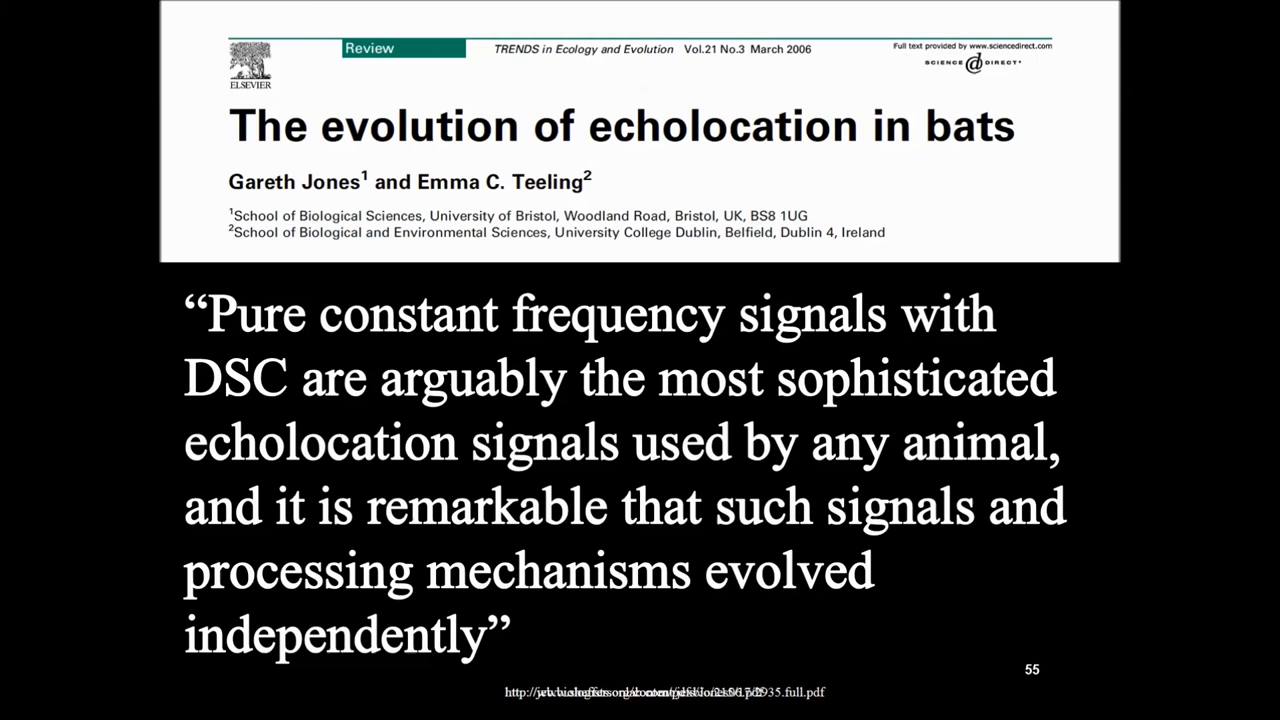 Review
TRENDS in Ecology and Evolution Vol.21 No.3 March 2006
Full text provided by www.sciencedirect.com
SCIENCE @ DIRECT•
ELSEVIER
The evolution of echolocation in bats
Gareth Jones¹ and Emma C. Teeling²
¹School of Biological Sciences, University of Bristol, Woodland Road, Bristol, UK, BS8 1UG
²School of Biological and Environmental Sciences, University College Dublin, Belfield, Dublin 4, Ireland
“Pure constant frequency signals with
DSC are arguably the most sophisticated
echolocation signals used by any animal,
and it is remarkable that such signals and
processing mechanisms evolved
independently”
55